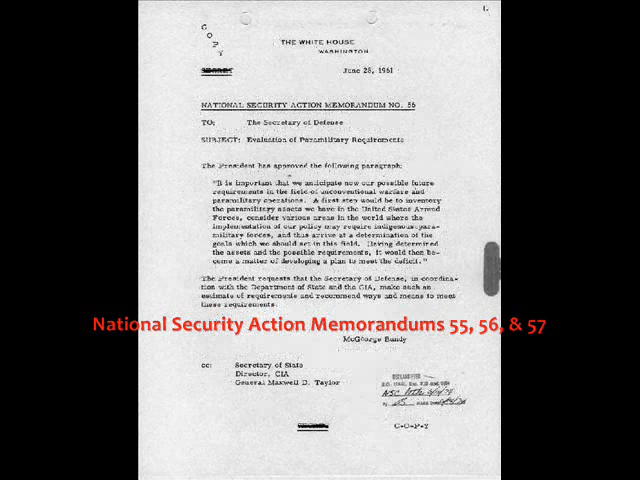 1.
C
O
P
Y
THE WHITE HOUSE
WASHINGTON
SECRET
June 28, 1961
NATIONAL SECURITY ACTION MEMORANDUM NO. 56
TO: The Secretary of Defense
SUBJECT: Evaluation of Paramilitary Requirements
The President has approved the following paragraph:
"It is important that we anticipate now our possible future
requirements in the field of unconventional warfare and
paramilitary operations. A first step would be to inventory
the paramilitary assets we have in the United States Armed
Forces, consider various areas in the world where the
implementation of our policy may require indigenous para-
military forces, and thus arrive at a determination of the
goals which we should set in this field. Having determined
the assets and the possible requirements, it would then be-
come a matter of developing a plan to meet the deficit."
The President requests that the Secretary of Defense, in coordina-
tion with the Department of State and the CIA, make such an
estimate of requirements and recommend ways and means to meet
these requirements.
National Security Action Memorandums 55, 56, & 57
McGeorge Bundy
cc: Secretary of State
Director, CIA
General Maxwell D. Taylor
C-O-P-Y